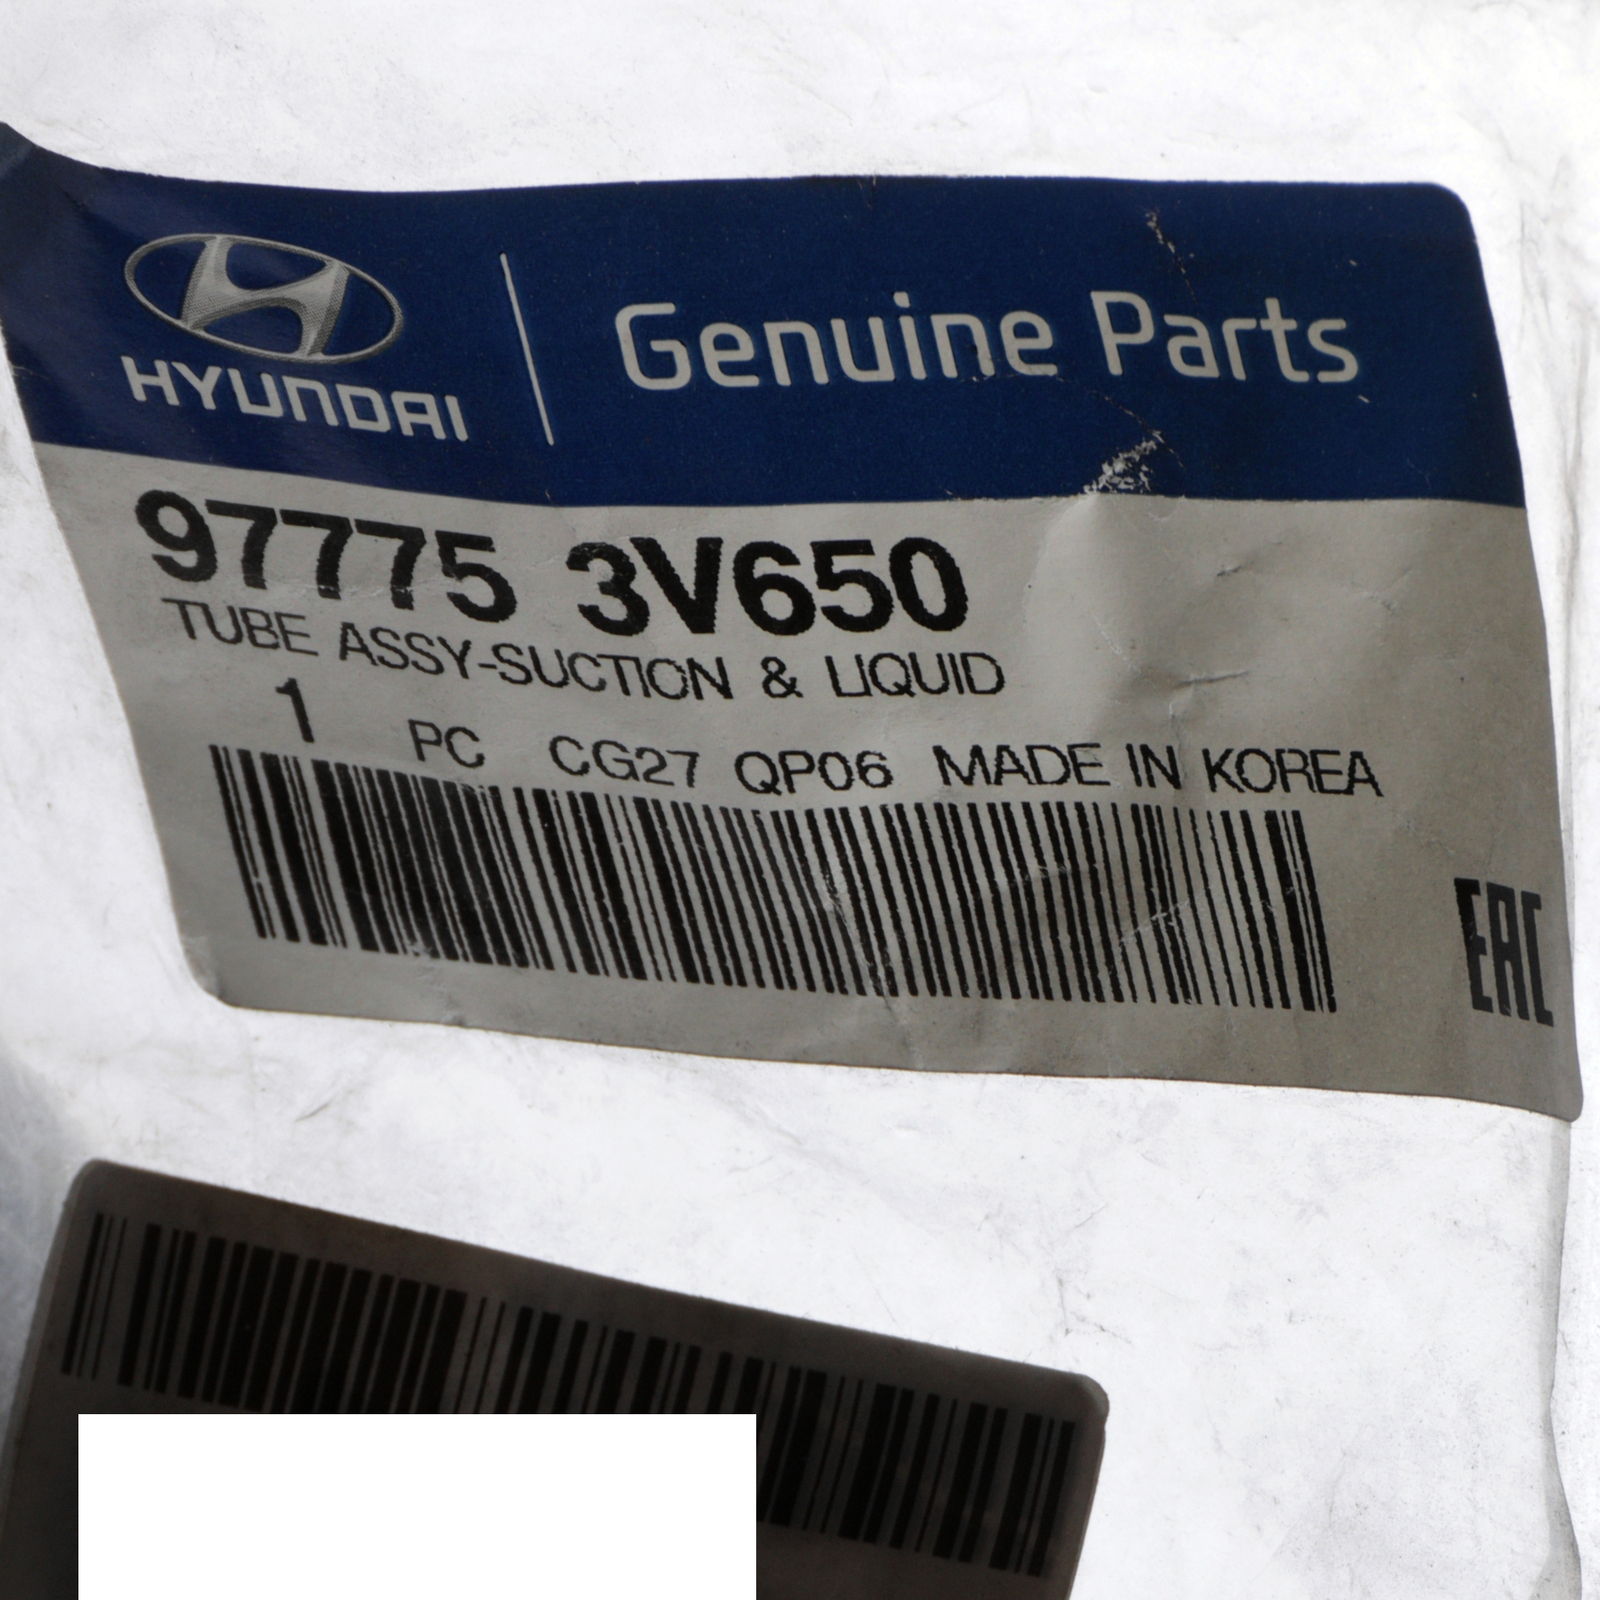 HYUNDAI
Genuine Parts
97775 3V650
TUBE ASSY-SUCTION & LIQUID
1 PC CG27 QP06 MADE IN KOREA
EAC